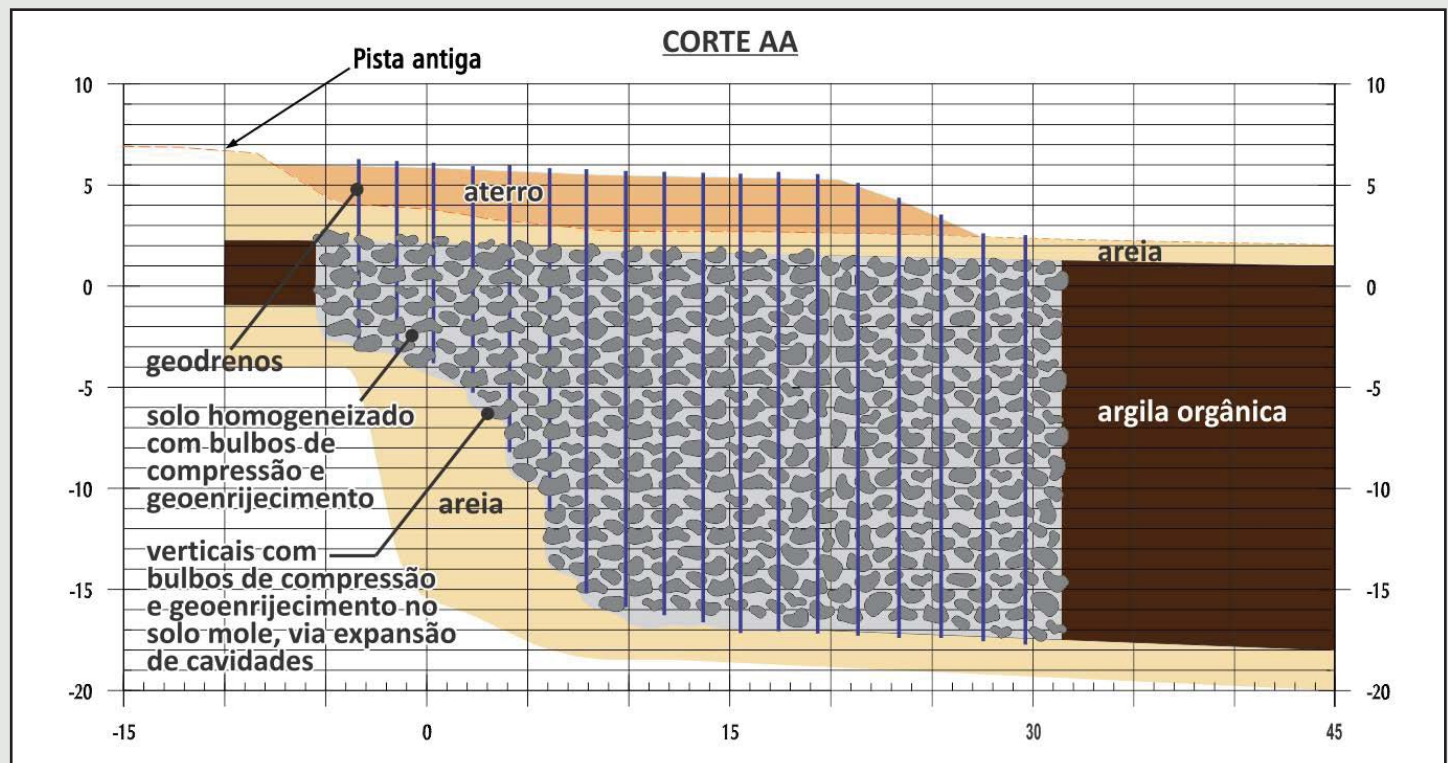 CORTE AA
Pista antiga
10
10
aterro
5
5
areia
0
0
geodrenos
-5
-5
solo homogeneizado
com bulbos de
compressão e
geoenrijecimento
argila orgânica
-10
-10
areia
verticais com
bulbos de compressão
e geoenrijecimento no
solo mole, via expansão
de cavidades
-15
-15
-20
-20
-15
0
15
30
45